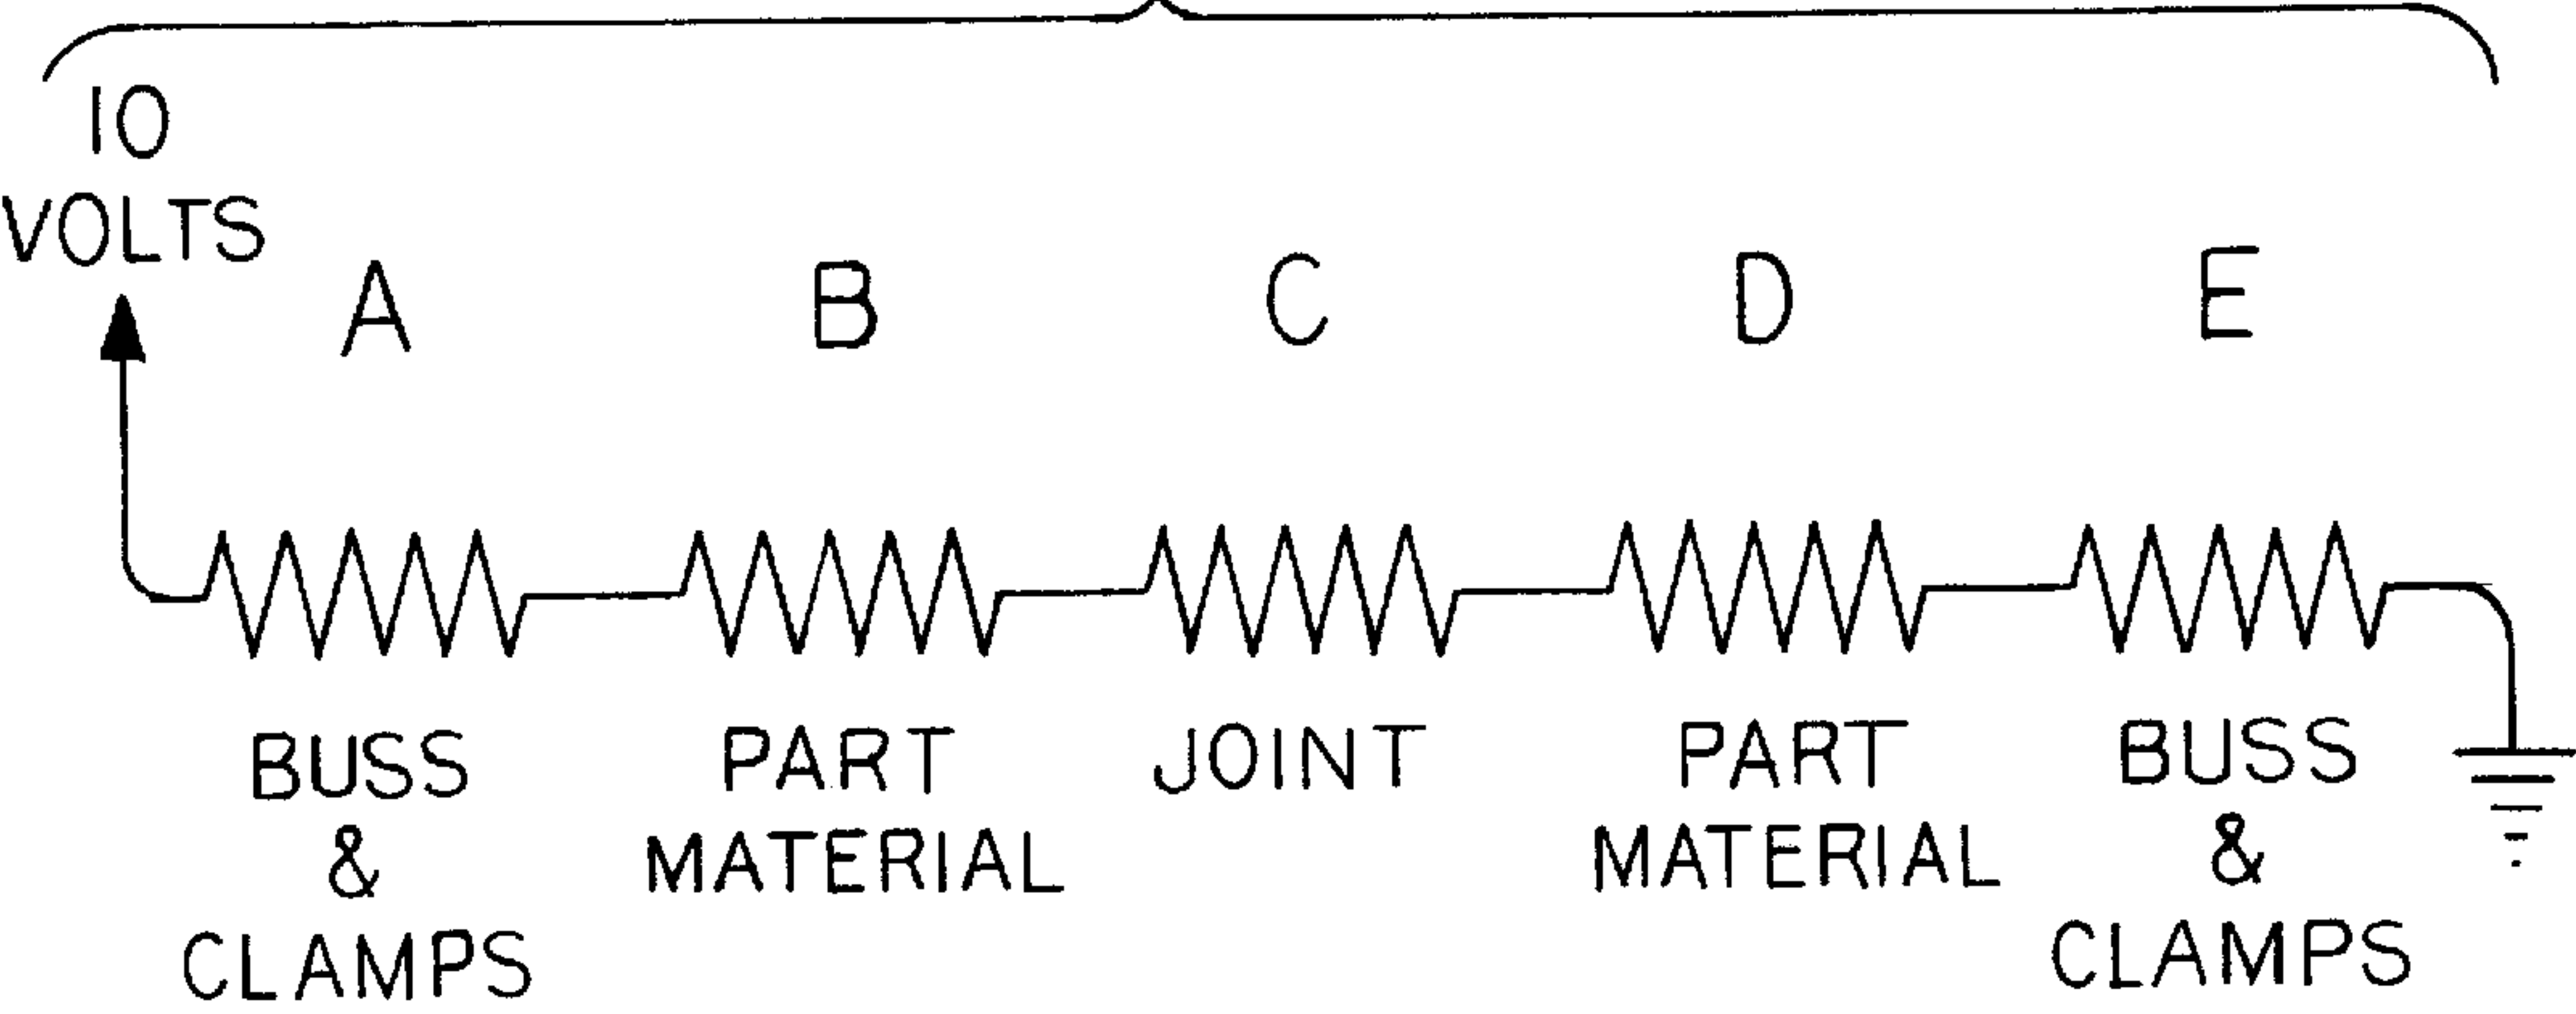 10
VOLTS
A
B
C
D
E
BUSS
&
CLAMPS
PART
MATERIAL
JOINT
PART
MATERIAL
BUSS
&
CLAMPS